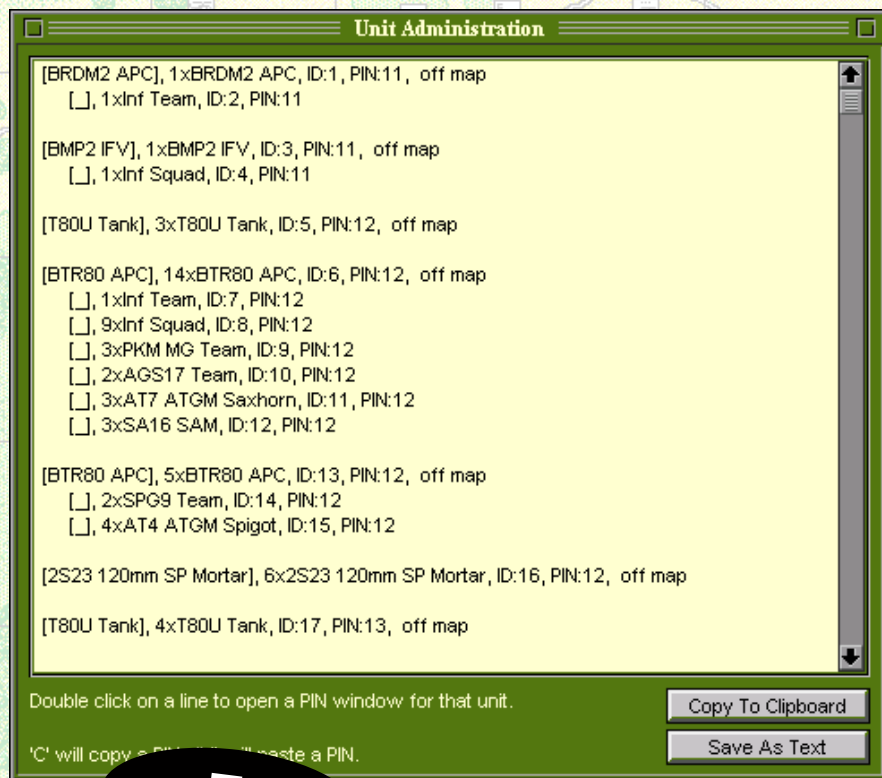 Unit Administration
[BRDM2 APC], 1xBRDM2 APC, ID:1, PIN:11, off map
[_], 1xInf Team, ID:2, PIN:11
[BMP2 IFV], 1xBMP2 IFV, ID:3, PIN:11, off map
[_], 1xInf Squad, ID:4, PIN:11
[T80U Tank], 3xT80U Tank, ID:5, PIN:12, off map
[BTR80 APC], 14xBTR80 APC, ID:6, PIN:12, off map
[_], 1xInf Team, ID:7, PIN:12
[_], 9xInf Squad, ID:8, PIN:12
[_], 3xPKM MG Team, ID:9, PIN:12
[_], 2xAGS17 Team, ID:10, PIN:12
[_], 3xAT7 ATGM Saxhorn, ID:11, PIN:12
[_], 3xSA16 SAM, ID:12, PIN:12
[BTR80 APC], 5xBTR80 APC, ID:13, PIN:12, off map
[_], 2xSPG9 Team, ID:14, PIN:12
[_], 4xAT4 ATGM Spigot, ID:15, PIN:12
[2S23 120mm SP Mortar], 6x2S23 120mm SP Mortar, ID:16, PIN:12, off map
[T80U Tank], 4xT80U Tank, ID:17, PIN:13, off map
Double click on a line to open a PIN window for that unit.
Copy To Clipboard
'C' will copy a paste a PIN.
Save As Text